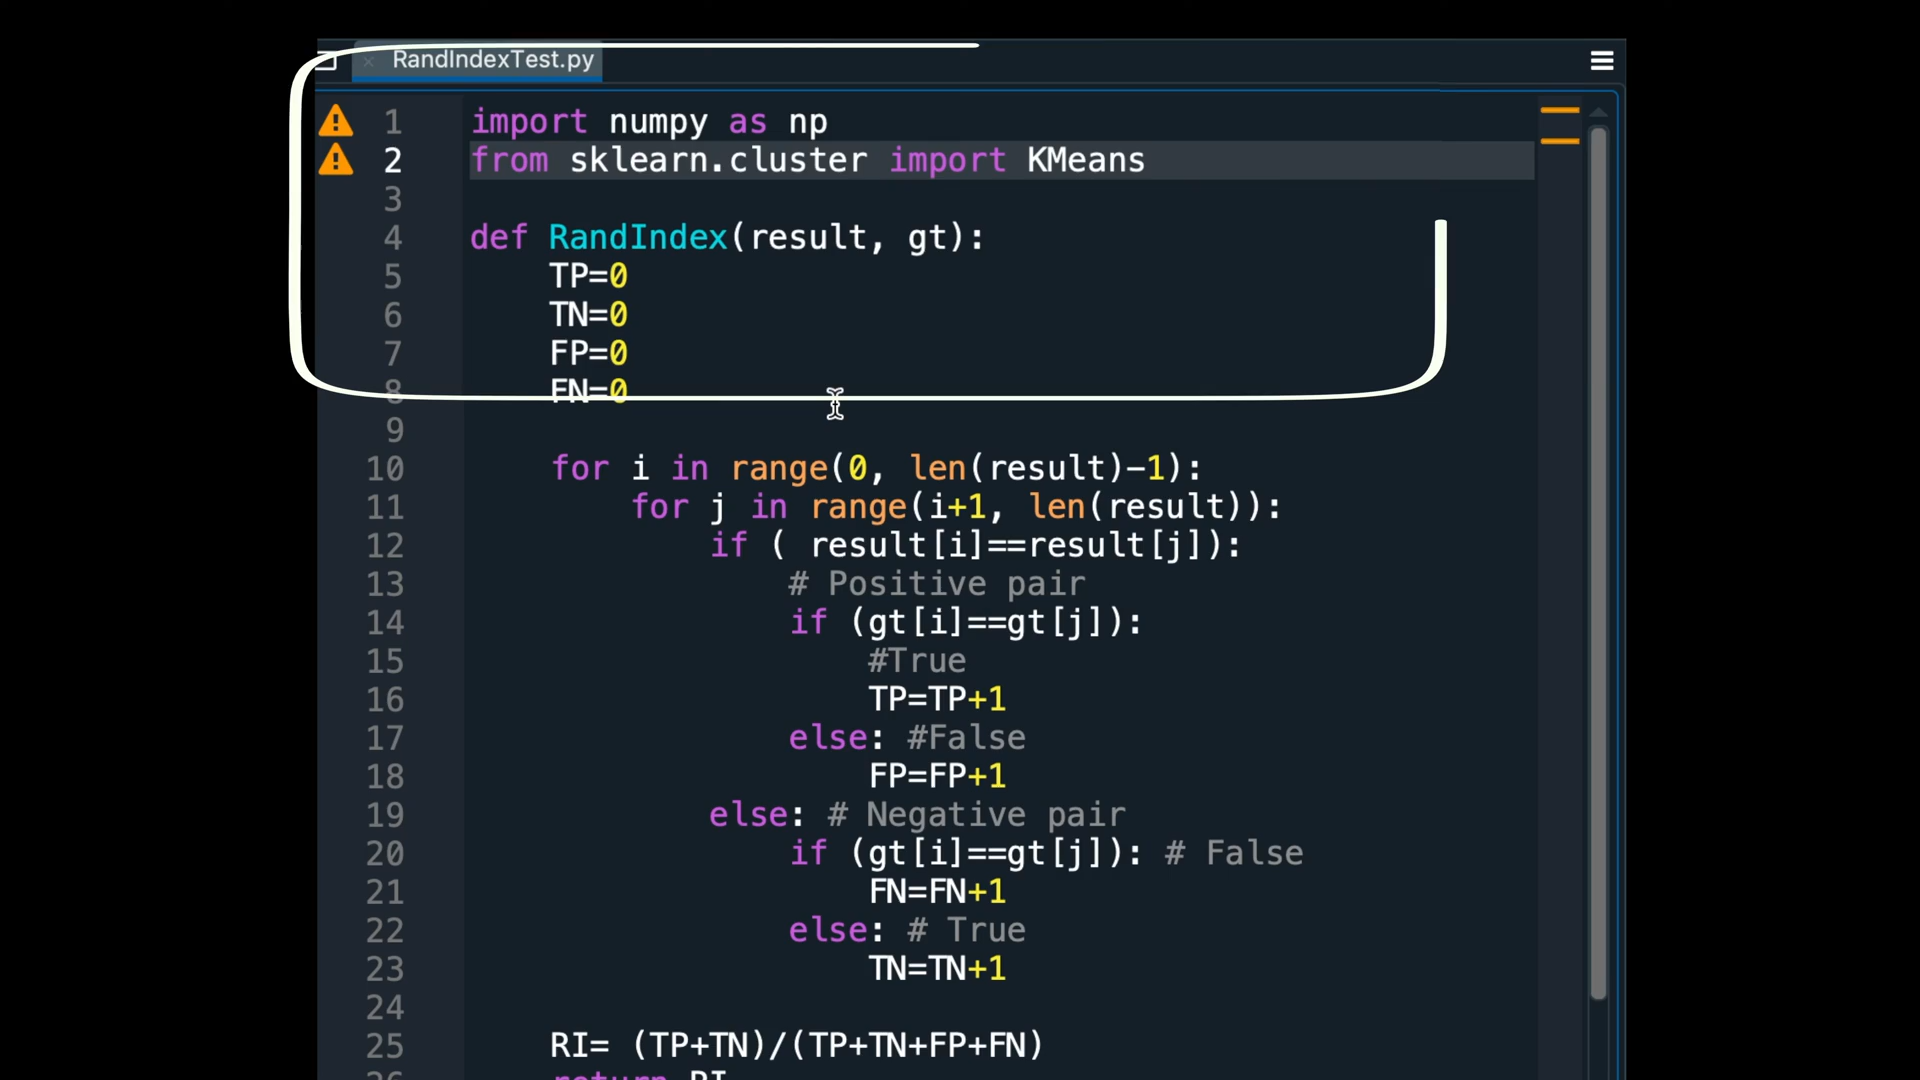 RandIndexTest.py
1 import numpy as np
2 from sklearn.cluster import KMeans
3
4 def RandIndex(result, gt):
5 TP=0
6 TN=0
7 FP=0
8 FN=0
9
10 for i in range(0, len(result)-1):
11 for j in range(i+1, len(result)):
12 if ( result[i]==result[j]):
13 # Positive pair
14 if (gt[i]==gt[j]):
15 #True
16 TP=TP+1
17 else: #False
18 FP=FP+1
19 else: # Negative pair
20 if (gt[i]==gt[j]): # False
21 FN=FN+1
22 else: # True
23 TN=TN+1
24
25 RI= (TP+TN)/(TP+TN+FP+FN)
26 return RI